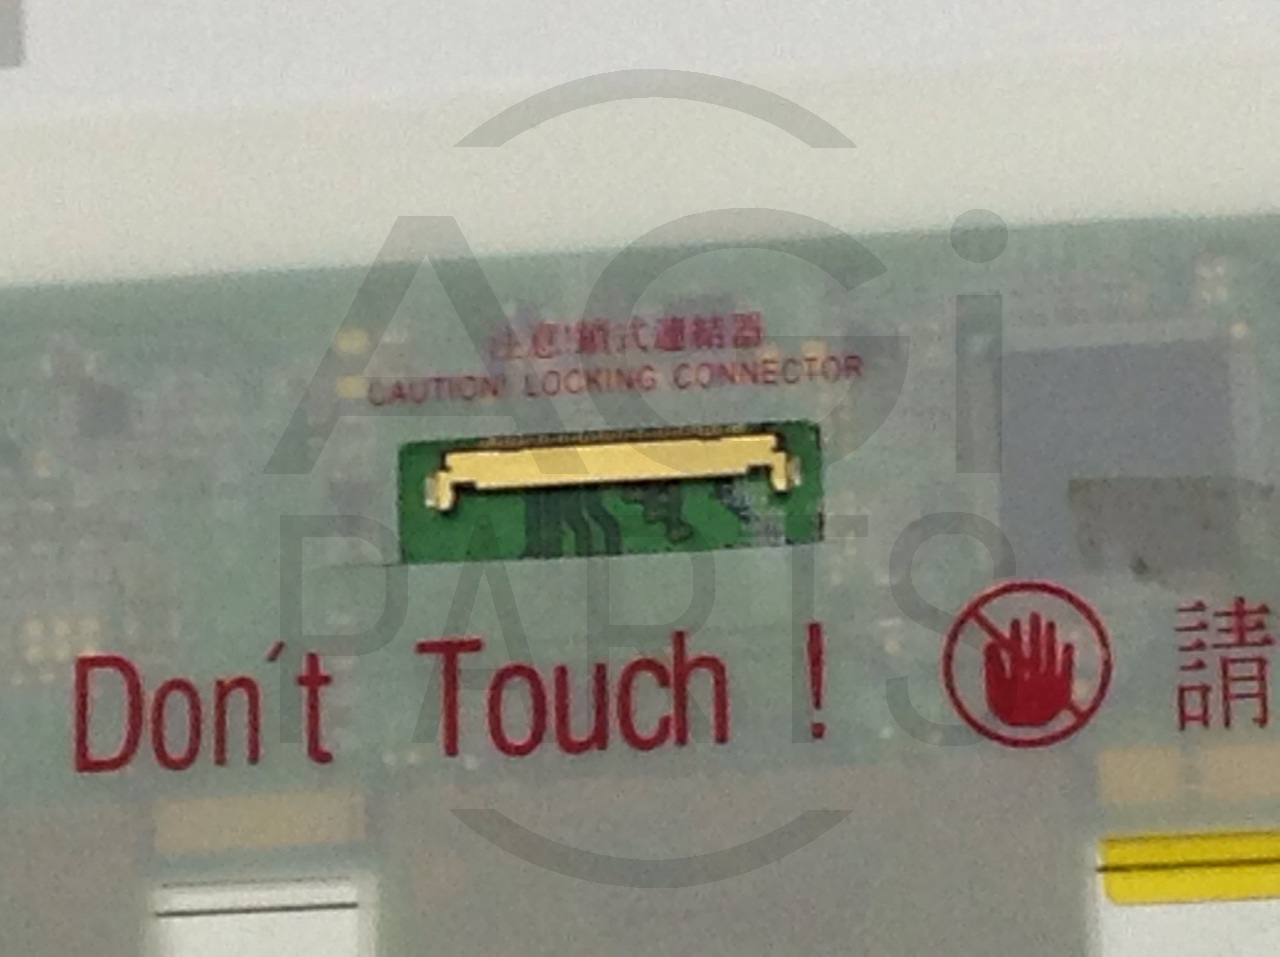 注意!鎖式連結器
CAUTION! LOCKING CONNECTOR
Don't Touch !
請
ACi
PARTS